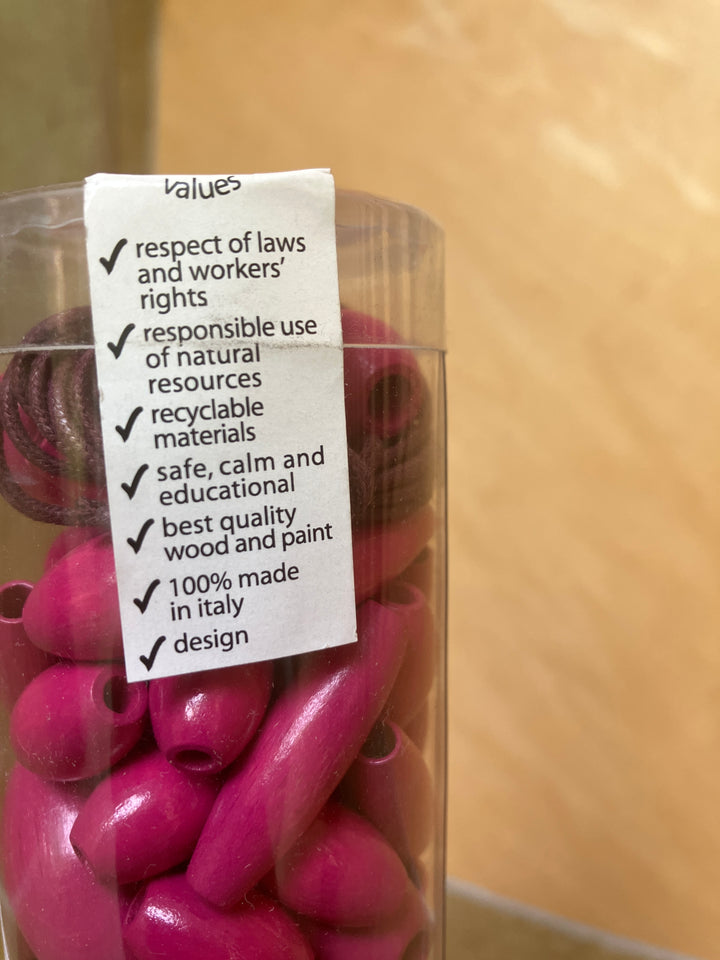 values
✓ respect of laws
and workers'
rights
✓ responsible use
of natural
resources
✓ recyclable
materials
✓ safe, calm and
educational
✓ best quality
wood and paint
✓ 100% made
in italy
✓ design